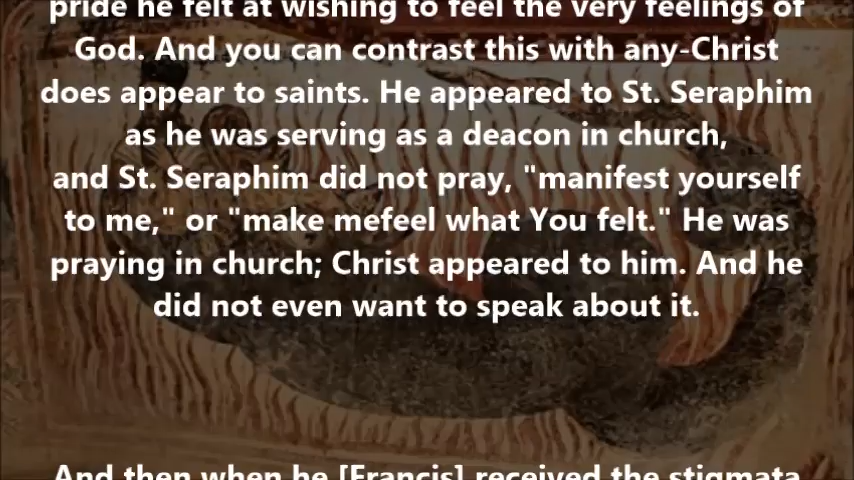 pride he felt at wishing to feel the very feelings of
God. And you can contrast this with any-Christ
does appear to saints. He appeared to St. Seraphim
as he was serving as a deacon in church,
and St. Seraphim did not pray, "manifest yourself
to me," or "make mefeel what You felt." He was
praying in church; Christ appeared to him. And he
did not even want to speak about it.
And then when he [Francis] received the stigmata